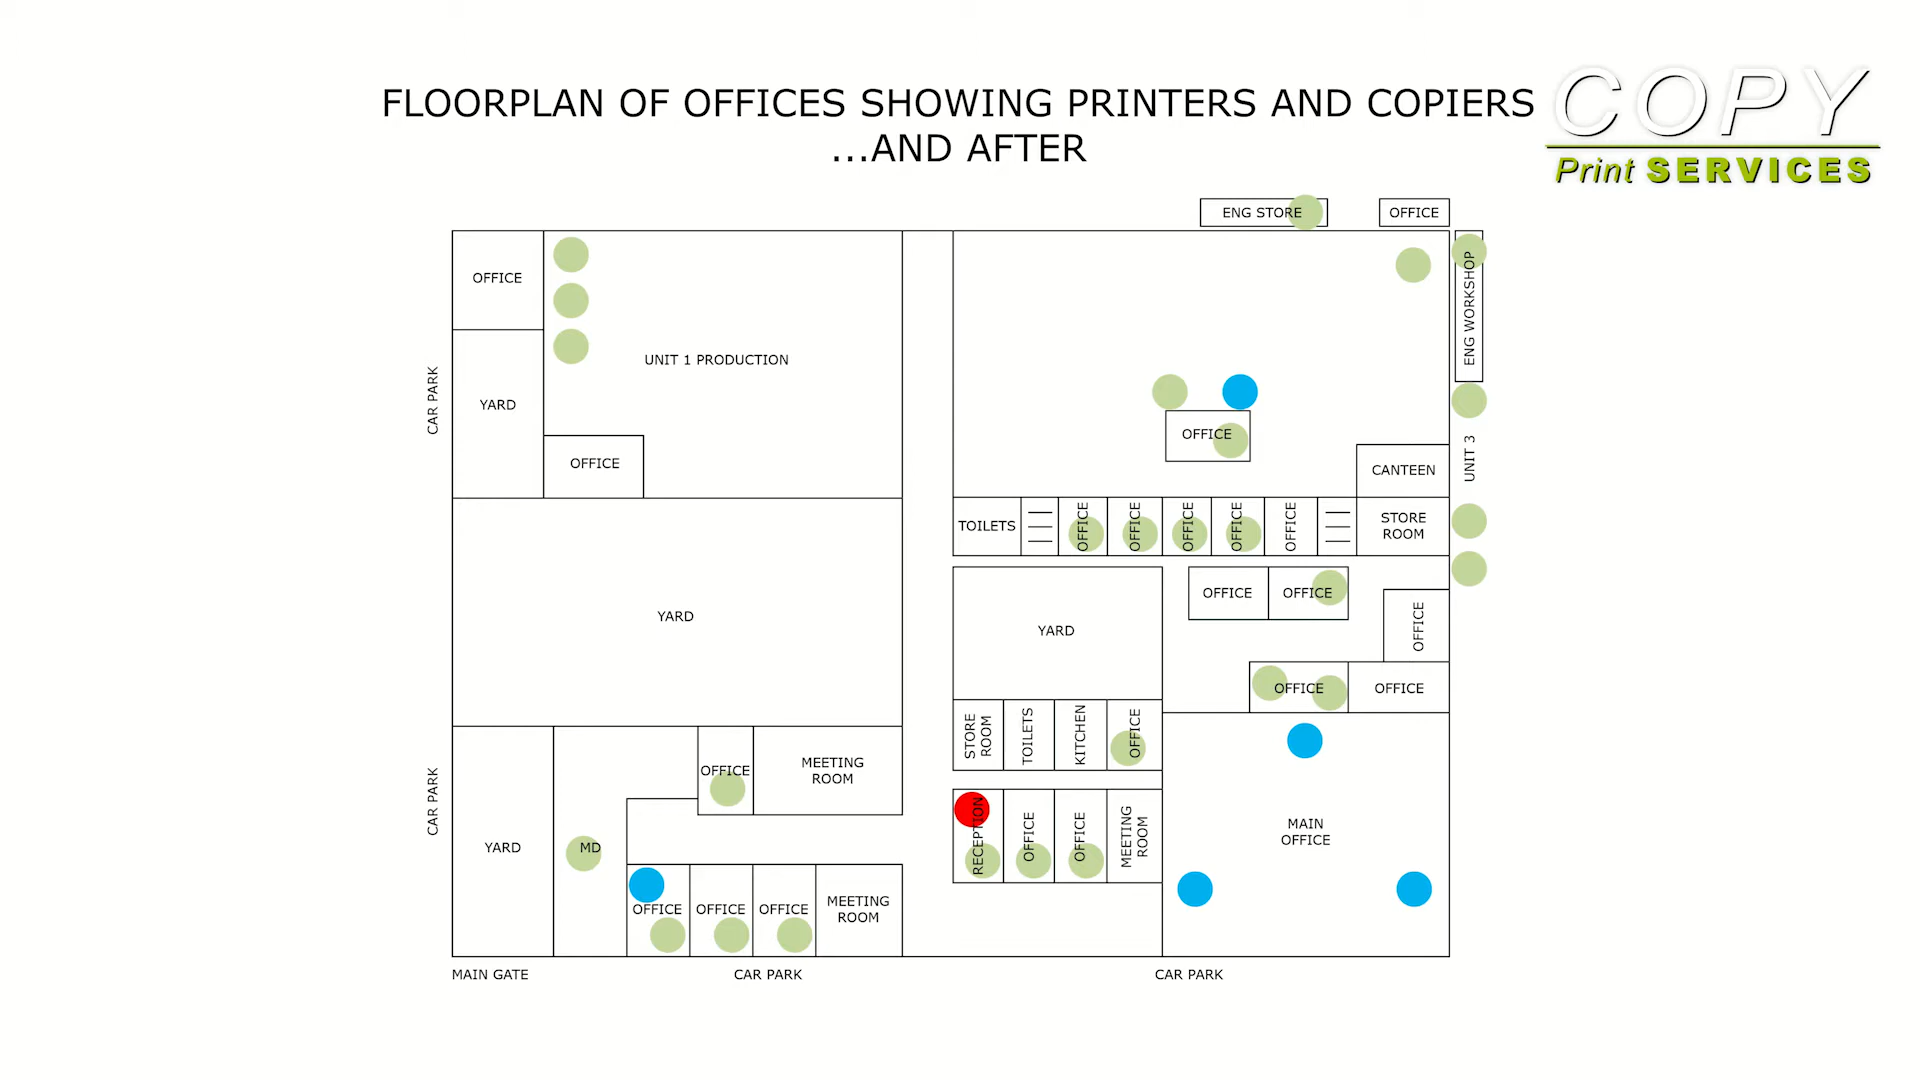 FLOORPLAN OF OFFICES SHOWING PRINTERS AND COPIERS
...AND AFTER
COPY
Print SERVICES
ENG STORE
OFFICE
OFFICE
ENG WORKSHOP
UNIT 1 PRODUCTION
CAR PARK
YARD
OFFICE
OFFICE
CANTEEN
UNIT 3
TOILETS
OFFICE
OFFICE
OFFICE
OFFICE
OFFICE
STORE
ROOM
YARD
YARD
OFFICE
OFFICE
OFFICE
OFFICE
OFFICE
STORE
ROOM
TOILETS
KITCHEN
OFFICE
OFFICE
MEETING
ROOM
CAR PARK
YARD
MD
RECEPTION
OFFICE
OFFICE
MEETING
ROOM
MAIN
OFFICE
OFFICE
OFFICE
OFFICE
MEETING
ROOM
MAIN GATE
CAR PARK
CAR PARK